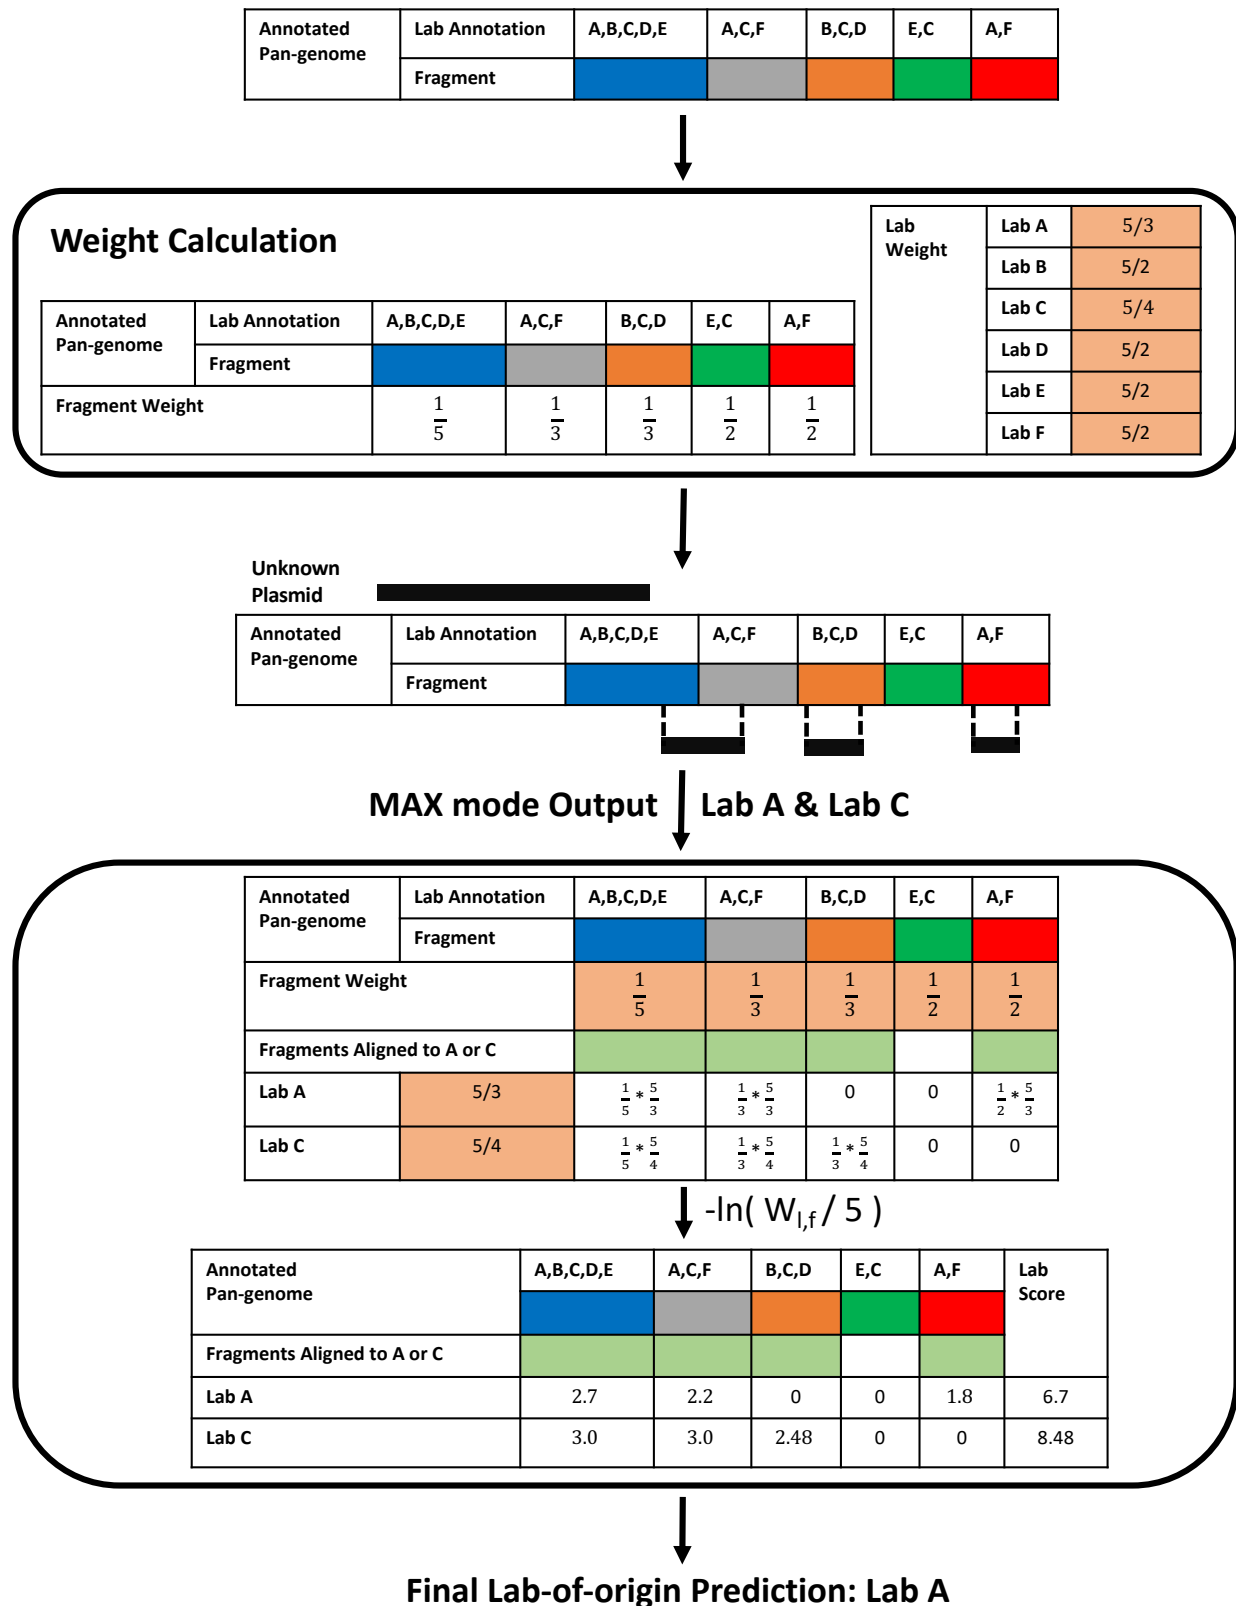 Annotated Pan-genome Lab Annotation A,B,C,D,E A,C,F B,C,D E,C A,F
Fragment
Weight Calculation
Lab Weight Lab A 5/3
Lab B 5/2
Lab C 5/4
Lab D 5/2
Lab E 5/2
Lab F 5/2
Annotated Pan-genome Lab Annotation A,B,C,D,E A,C,F B,C,D E,C A,F
Fragment
Fragment Weight 1/5 1/3 1/3 1/2 1/2
Unknown
Plasmid
Annotated Pan-genome Lab Annotation A,B,C,D,E A,C,F B,C,D E,C A,F
Fragment
MAX mode Output Lab A & Lab C
Annotated Pan-genome Lab Annotation A,B,C,D,E A,C,F B,C,D E,C A,F
Fragment
Fragment Weight 1/5 1/3 1/3 1/2 1/2
Fragments Aligned to A or C
Lab A 5/3 1/5 * 5/3 1/3 * 5/3 0 0 1/2 * 5/3
Lab C 5/4 1/5 * 5/4 1/3 * 5/4 1/3 * 5/4 0 0
-ln( Wl,f / 5 )
Annotated Pan-genome A,B,C,D,E A,C,F B,C,D E,C A,F Lab Score
Fragments Aligned to A or C
Lab A 2.7 2.2 0 0 1.8 6.7
Lab C 3.0 3.0 2.48 0 0 8.48
Final Lab-of-origin Prediction: Lab A